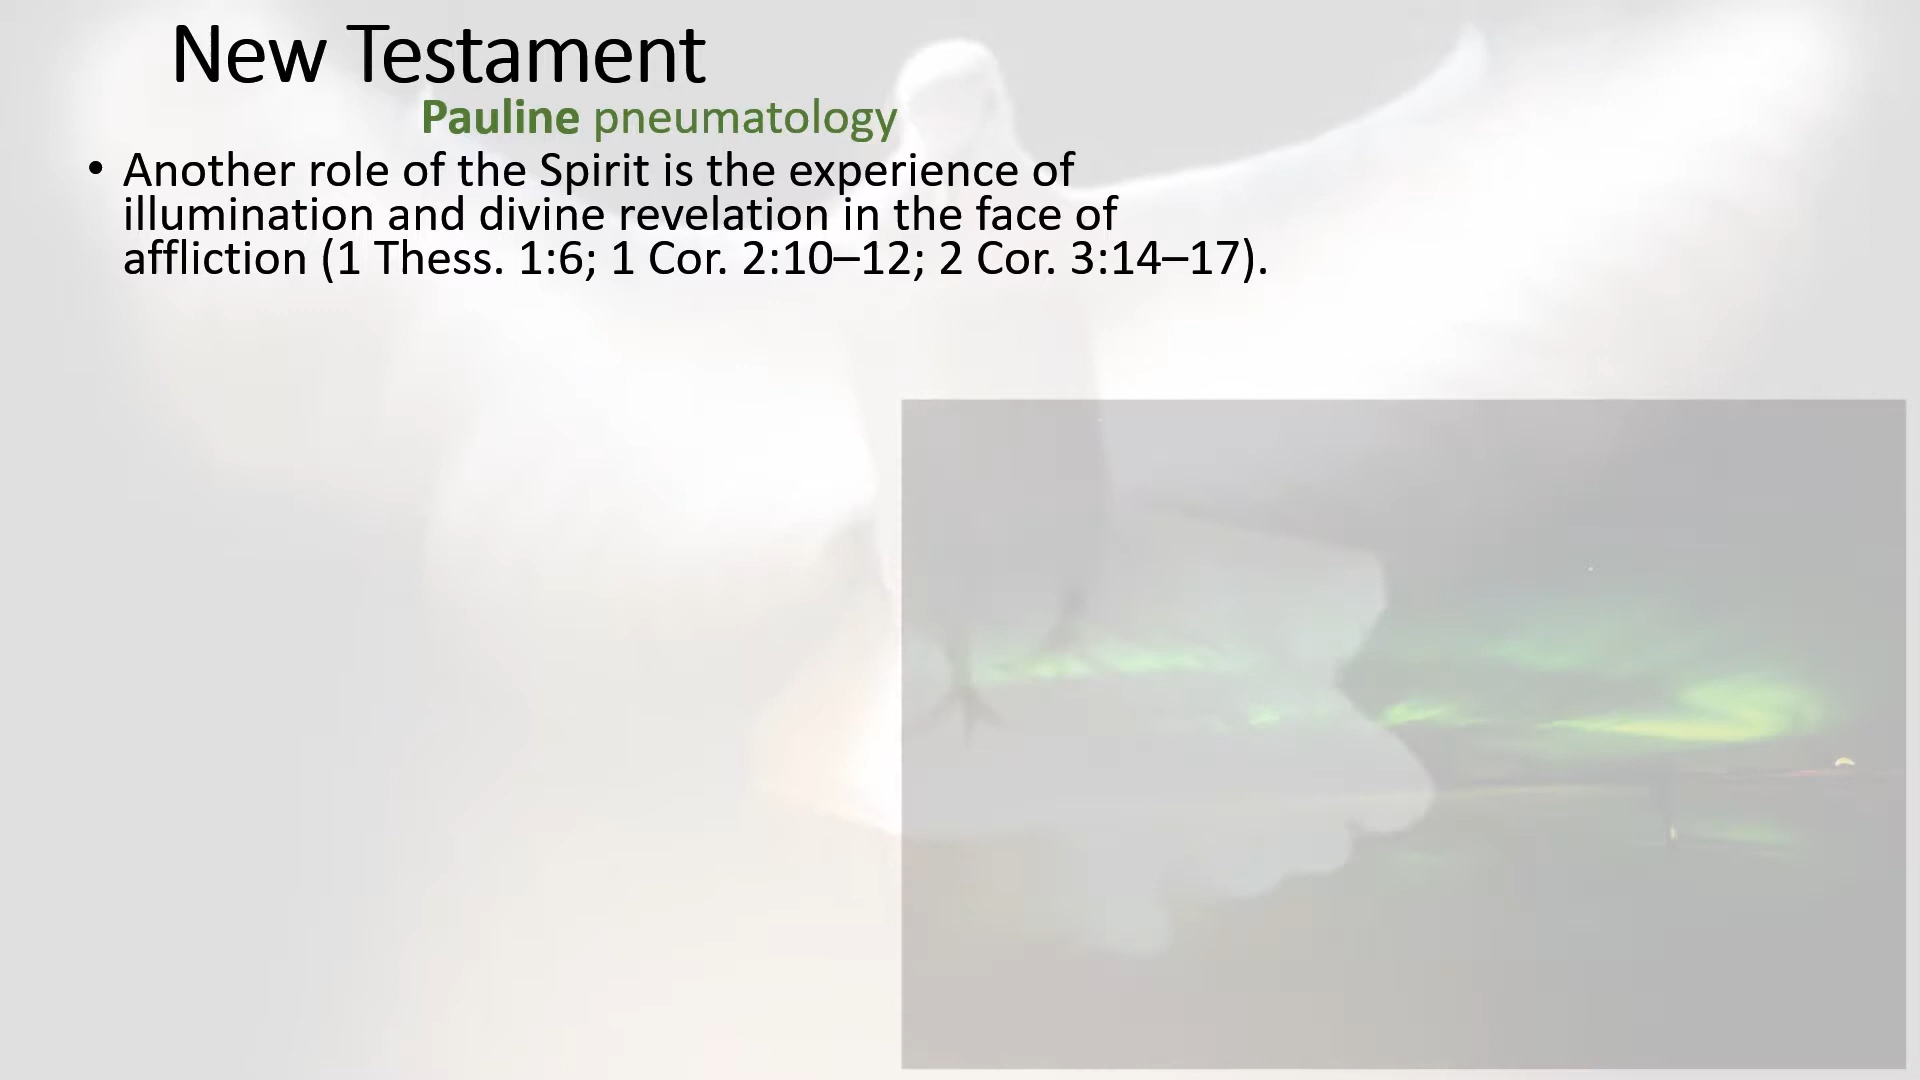 New Testament
Pauline pneumatology
• Another role of the Spirit is the experience of
illumination and divine revelation in the face of
affliction (1 Thess. 1:6; 1 Cor. 2:10–12; 2 Cor. 3:14–17).